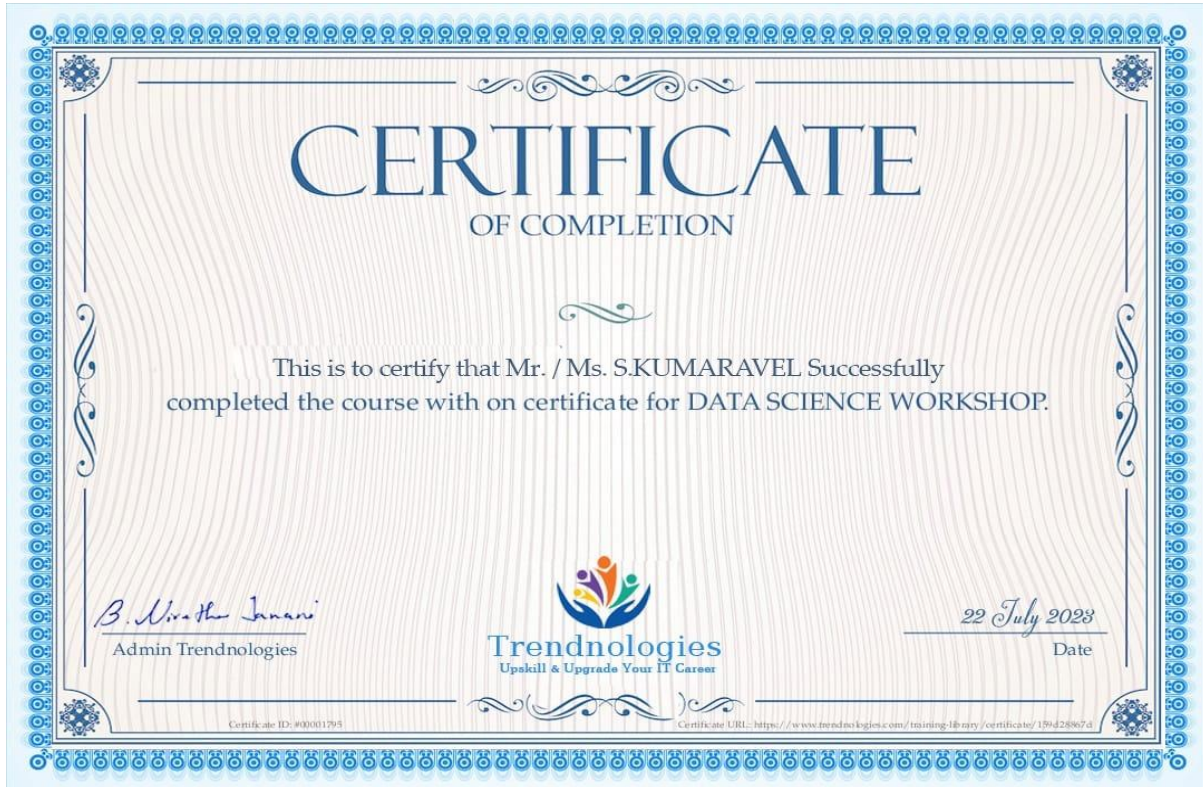 CERTIFICATE
OF COMPLETION
This is to certify that Mr. / Ms. S.KUMARAVEL Successfully
completed the course with on certificate for DATA SCIENCE WORKSHOP.
B. Nivatha Janani
Admin Trendnologies
Trendnologies
Upskill & Upgrade Your IT Career
22 July 2023
Date
Certificate ID: #00001795
Certificate URL: https://www.trendnologies.com/training-library/certificate/159d28867d